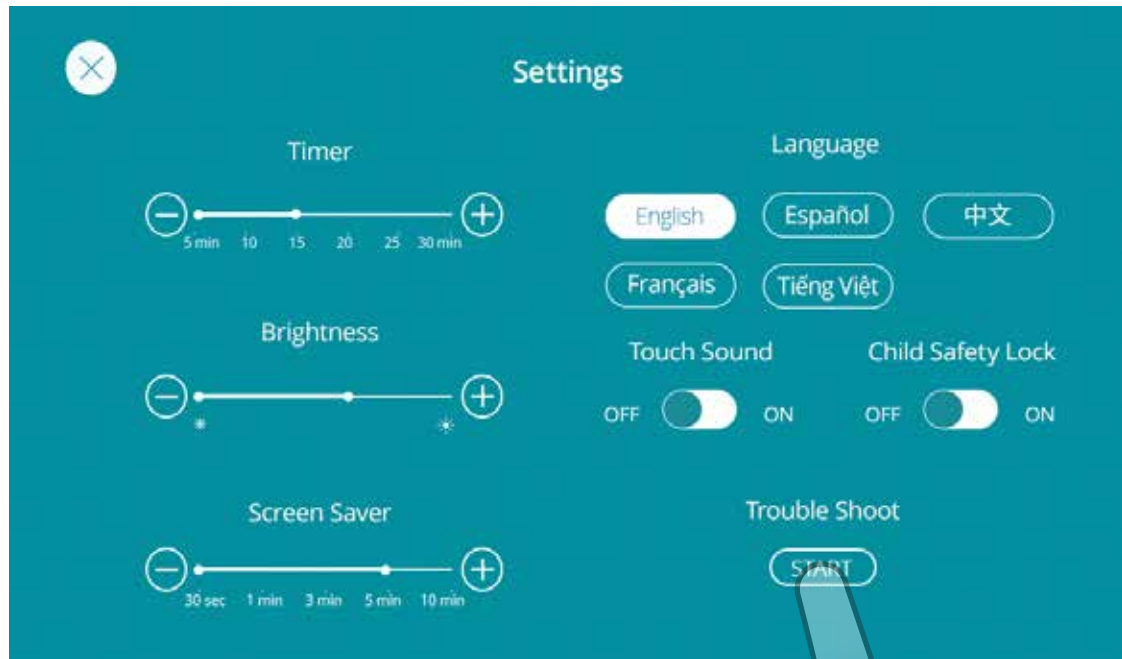 Settings
Timer
5 min 10 15 20 25 30 min
Brightness
Screen Saver
30 sec 1 min 3 min 5 min 10 min
Language
English Español 中文
Français Tiếng Việt
Touch Sound
OFF ON
Child Safety Lock
OFF ON
Trouble Shoot
START